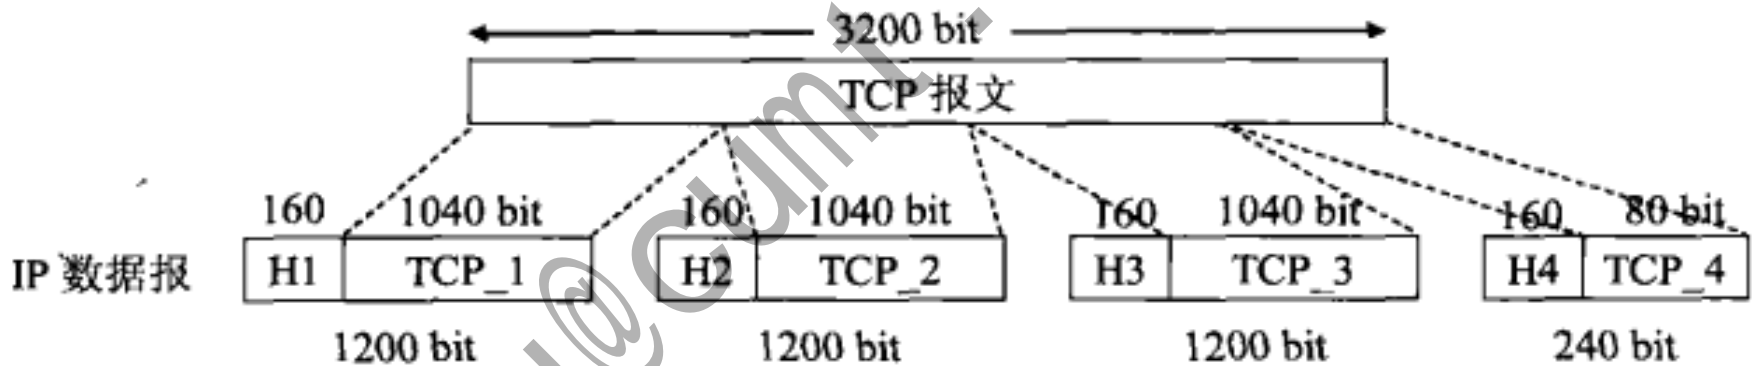 3200 bit
TCP 报文
160 1040 bit 160 1040 bit 160 1040 bit 160 80 bit
IP 数据报 H1 TCP_1 H2 TCP_2 H3 TCP_3 H4 TCP_4
1200 bit 1200 bit 1200 bit 240 bit
@cumt.